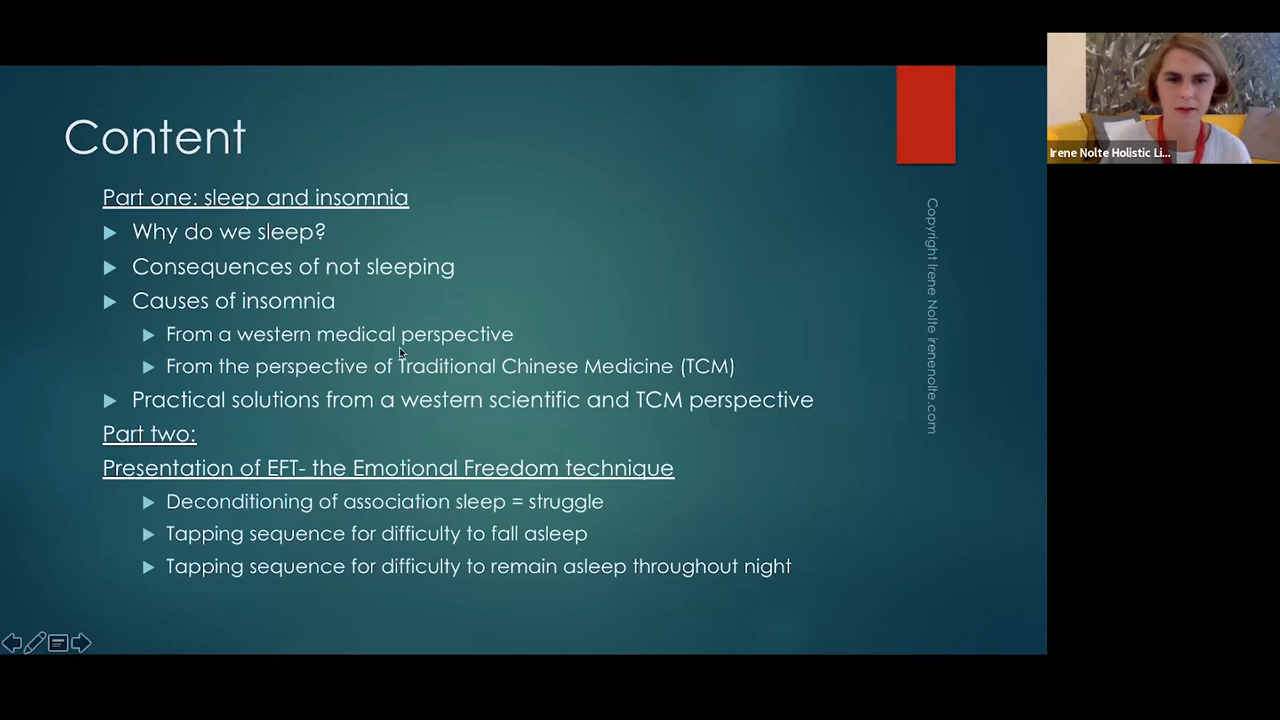 Content
Part one: sleep and insomnia
Why do we sleep?
Consequences of not sleeping
Causes of insomnia
From a western medical perspective
From the perspective of Traditional Chinese Medicine (TCM)
Practical solutions from a western scientific and TCM perspective
Part two:
Presentation of EFT- the Emotional Freedom technique
Deconditioning of association sleep = struggle
Tapping sequence for difficulty to fall asleep
Tapping sequence for difficulty to remain asleep throughout night
Copyright Irene Nolte irenenolte.com
Irene Nolte Holistic Li...